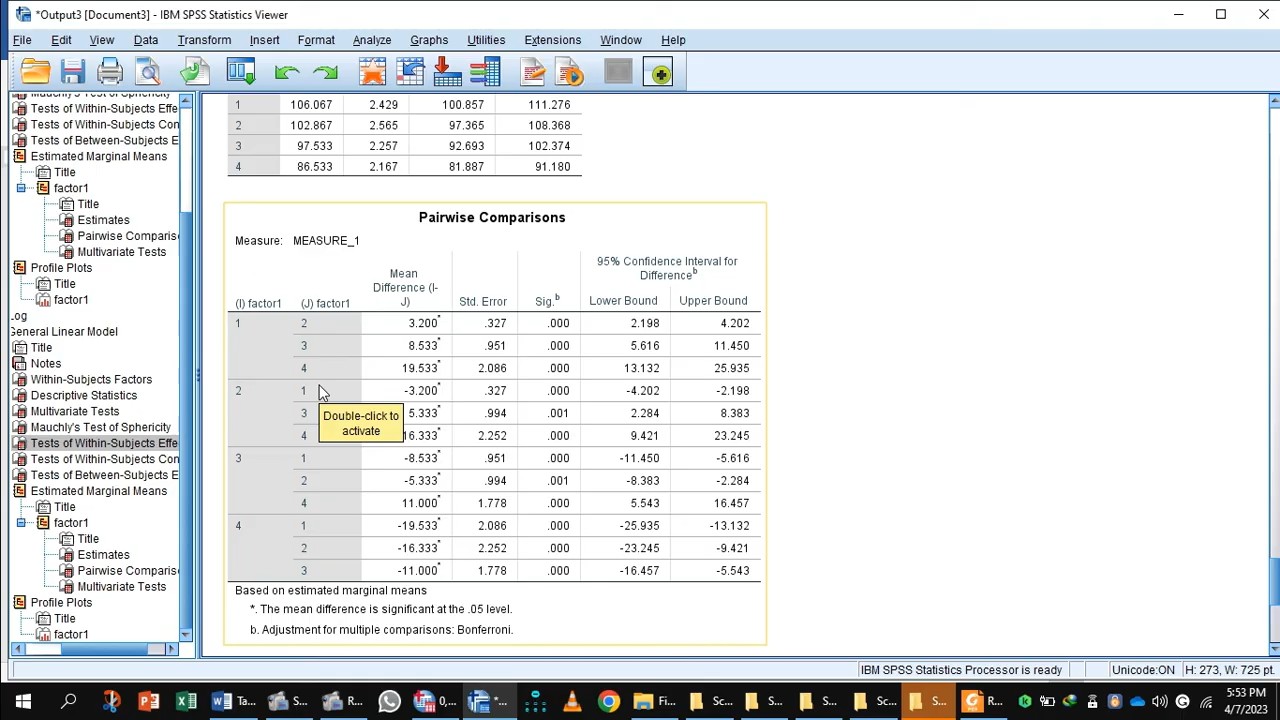 *Output3 [Document3] - IBM SPSS Statistics Viewer
File Edit View Data Transform Insert Format Analyze Graphs Utilities Extensions Window Help
Mauchly's Test of Sphericity
Tests of Within-Subjects Effe
Tests of Within-Subjects Con
Tests of Between-Subjects E
Estimated Marginal Means
Title
factor1
Title
Estimates
Pairwise Comparis
Multivariate Tests
Profile Plots
Title
factor1
og
General Linear Model
Title
Notes
Within-Subjects Factors
Descriptive Statistics
Multivariate Tests
Mauchly's Test of Sphericity
Tests of Within-Subjects Effe
Tests of Within-Subjects Con
Tests of Between-Subjects E
Estimated Marginal Means
Title
factor1
Title
Estimates
Pairwise Comparis
Multivariate Tests
Profile Plots
Title
factor1
1 106.067 2.429 100.857 111.276
2 102.867 2.565 97.365 108.368
3 97.533 2.257 92.693 102.374
4 86.533 2.167 81.887 91.180
Pairwise Comparisons
Measure: MEASURE_1
95% Confidence Interval for
Difference b
Mean
Difference (I-
J)
(I) factor1 (J) factor1 Std. Error Sig. b Lower Bound Upper Bound
1 2 3.200* .327 .000 2.198 4.202
3 8.533* .951 .000 5.616 11.450
4 19.533* 2.086 .000 13.132 25.935
2 1 -3.200* .327 .000 -4.202 -2.198
3 5.333* .994 .001 2.284 8.383
4 16.333* 2.252 .000 9.421 23.245
Double-click to
activate
3 1 -8.533* .951 .000 -11.450 -5.616
2 -5.333* .994 .001 -8.383 -2.284
4 11.000* 1.778 .000 5.543 16.457
4 1 -19.533* 2.086 .000 -25.935 -13.132
2 -16.333* 2.252 .000 -23.245 -9.421
3 -11.000* 1.778 .000 -16.457 -5.543
Based on estimated marginal means
*. The mean difference is significant at the .05 level.
b. Adjustment for multiple comparisons: Bonferroni.
IBM SPSS Statistics Processor is ready Unicode:ON H: 273, W: 725 pt.
Ta... S... R... 0,... *... Fi... Sc... S... S... Sc... S... R...
5:53 PM
4/7/2023